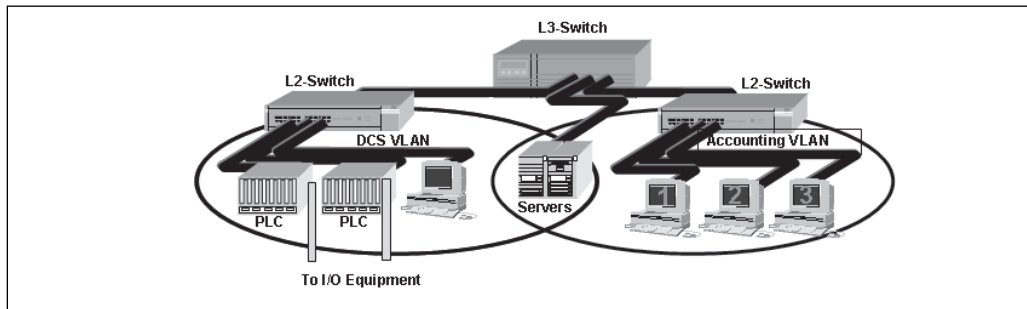 L3-Switch
L2-Switch
L2-Switch
DCS VLAN
Accounting VLAN
1
2
3
PLC
PLC
Servers
To I/O Equipment